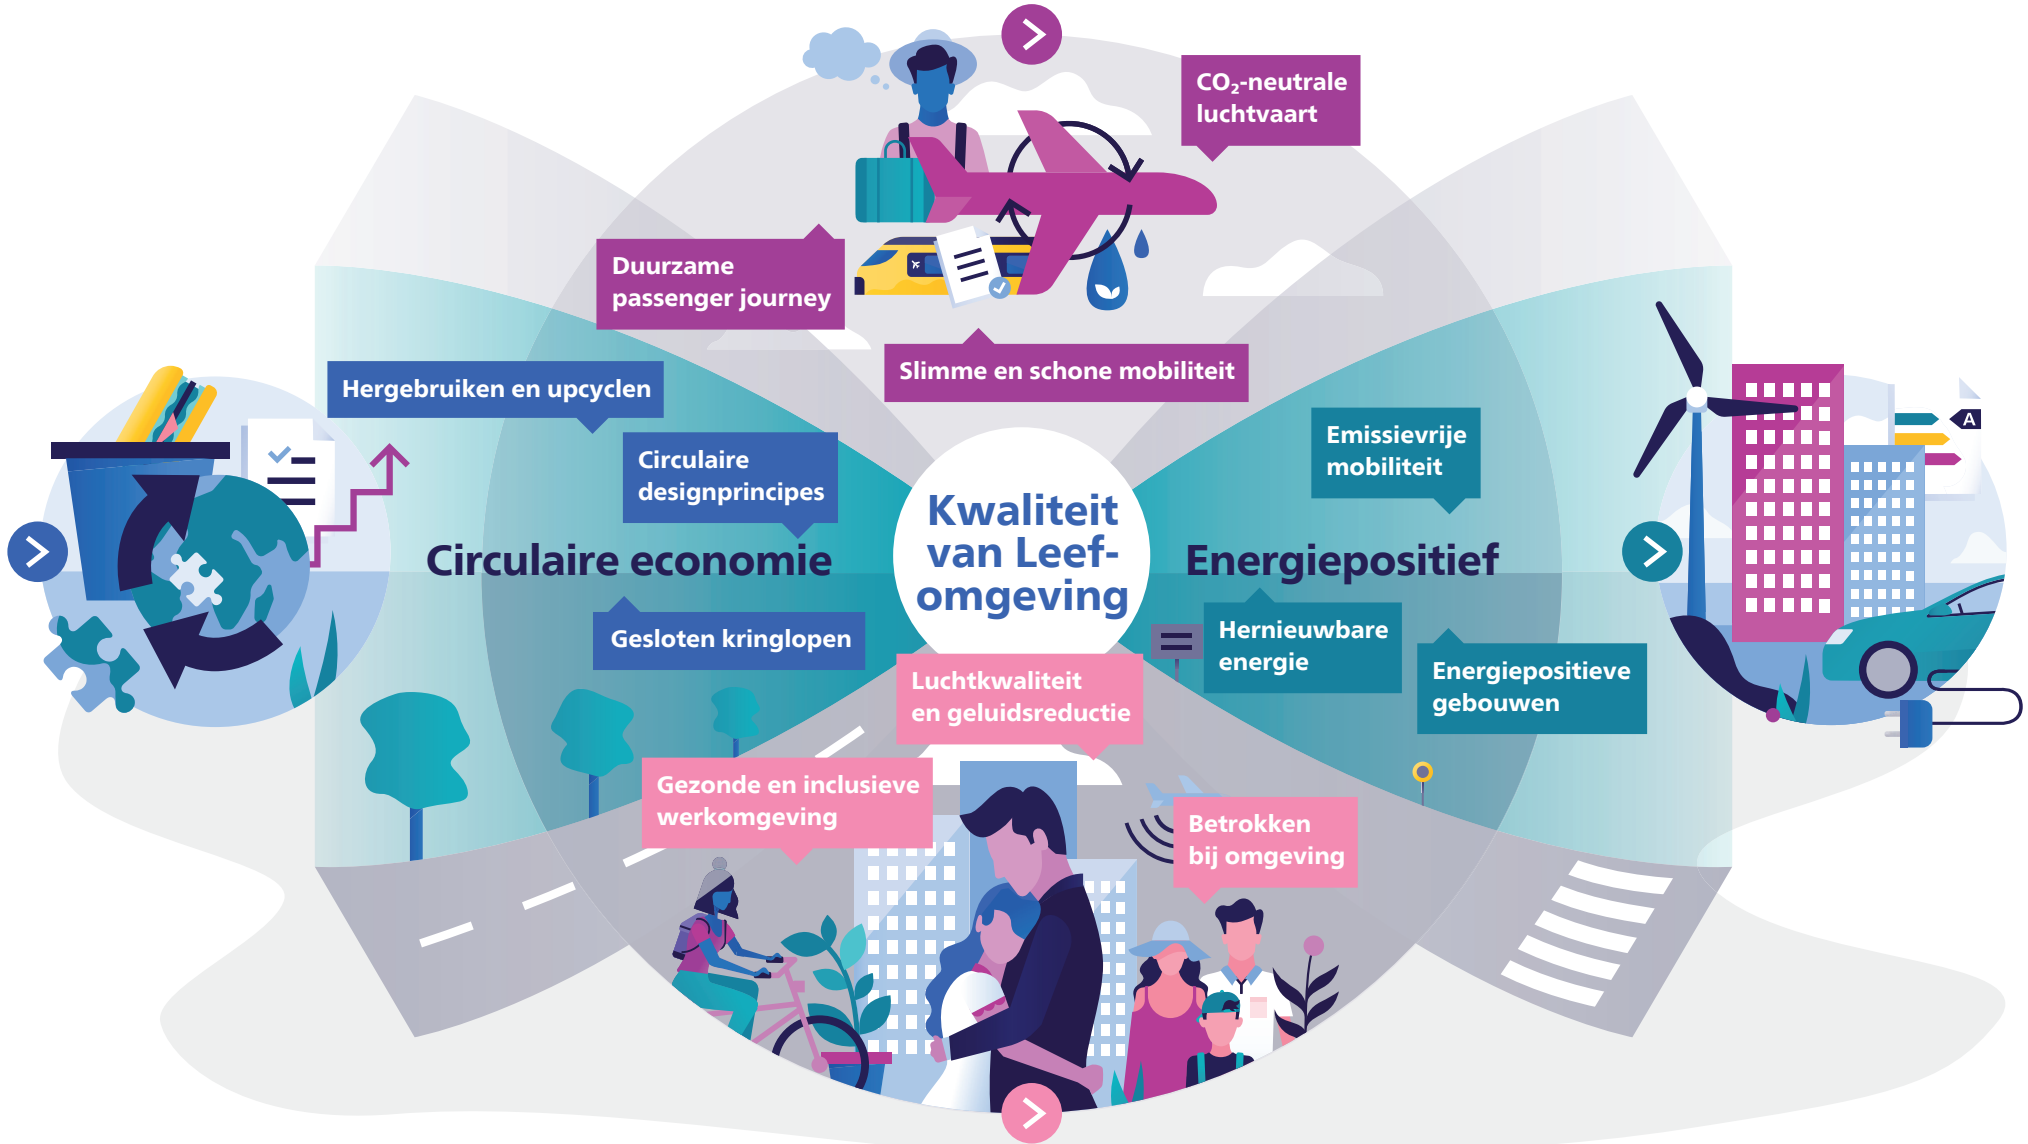 CO₂-neutrale
luchtvaart
Duurzame
passenger journey
Slimme en schone mobiliteit
Hergebruiken en upcyclen
Circulaire
designprincipes
Circulaire economie
Gesloten kringlopen
Kwaliteit
van Leef-
omgeving
Emissievrije
mobiliteit
A
Energiepositief
Hernieuwbare
energie
Energiepositieve
gebouwen
Luchtkwaliteit
en geluidsreductie
Gezonde en inclusieve
werkomgeving
Betrokken
bij omgeving